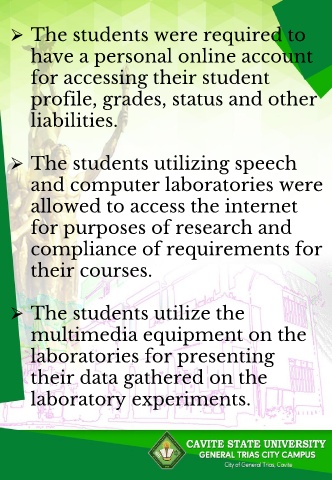 ➢ The students were required to
have a personal online account
for accessing their student
profile, grades, status and other
liabilities.
➢ The students utilizing speech
and computer laboratories were
allowed to access the internet
for purposes of research and
compliance of requirements for
their courses.
➢ The students utilize the
multimedia equipment on the
laboratories for presenting
their data gathered on the
laboratory experiments.
CAVITE STATE UNIVERSITY
GENERAL TRIAS CITY CAMPUS
City of General Trias, Cavite